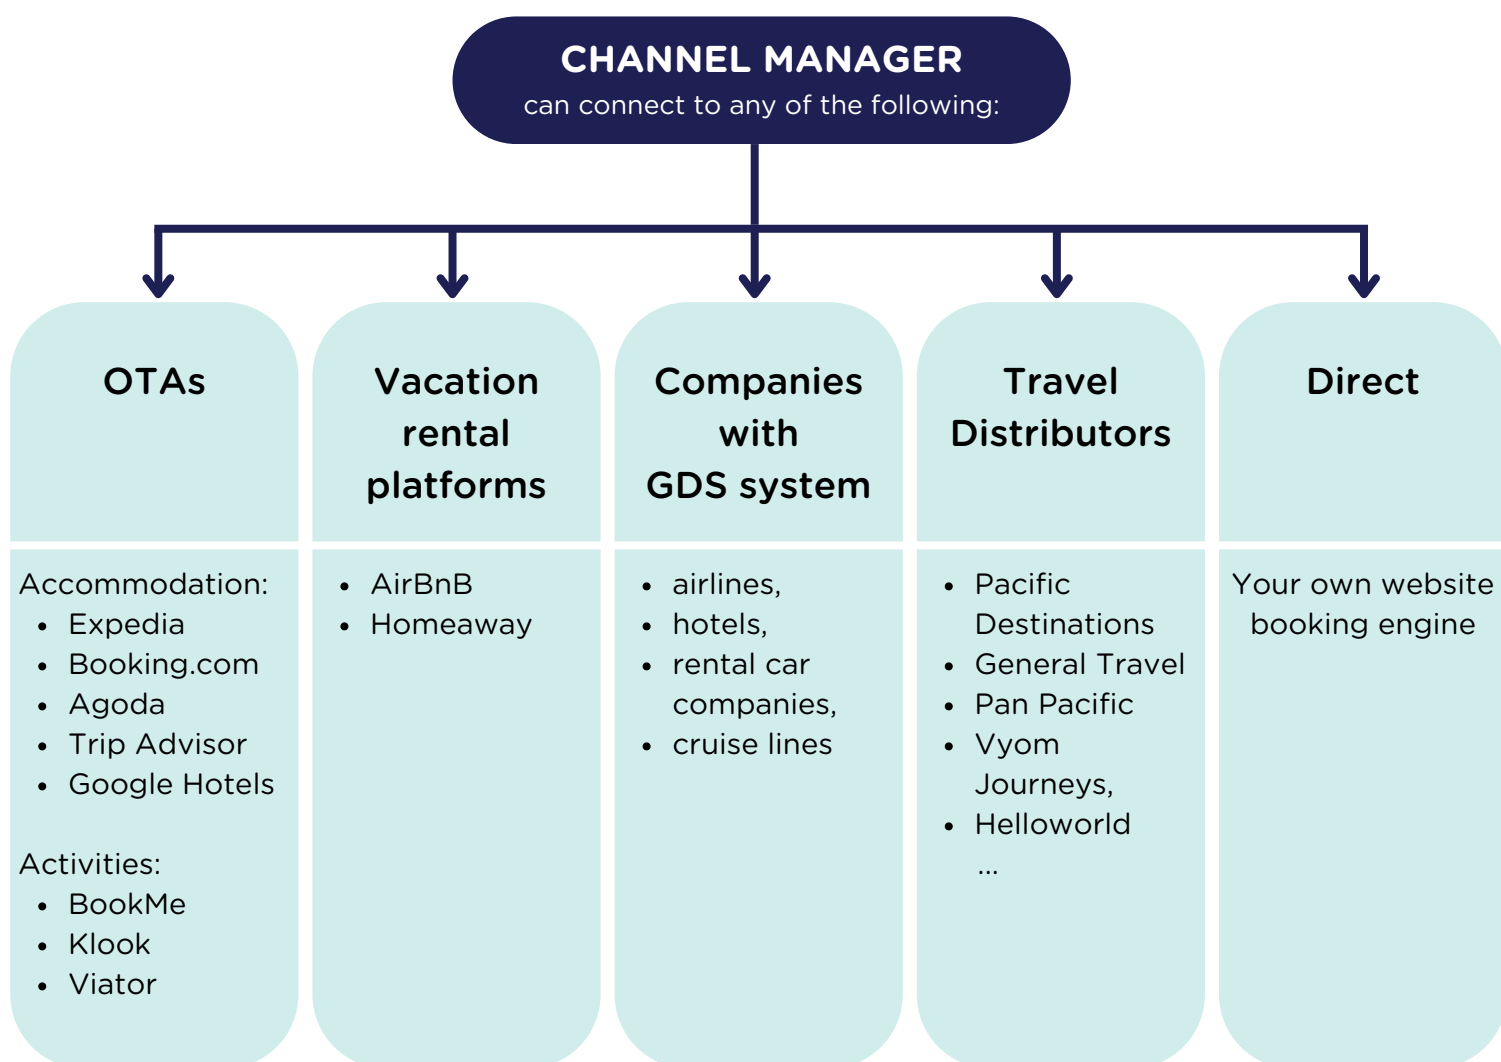 CHANNEL MANAGER
can connect to any of the following:
OTAs
Accommodation:
• Expedia
• Booking.com
• Agoda
• Trip Advisor
• Google Hotels
Activities:
• BookMe
• Klook
• Viator
Vacation
rental
platforms
• AirBnB
• Homeaway
Companies
with
GDS system
• airlines,
• hotels,
• rental car
companies,
• cruise lines
Travel
Distributors
• Pacific
Destinations
• General Travel
• Pan Pacific
• Vyom
Journeys,
• Helloworld
...
Direct
Your own website
booking engine